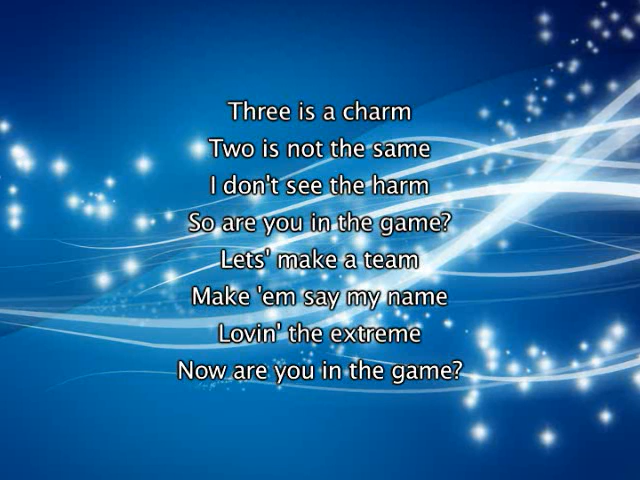 Three is a charm
Two is not the same
I don't see the harm
So are you in the game?
Lets' make a team
Make 'em say my name
Lovin' the extreme
Now are you in the game?